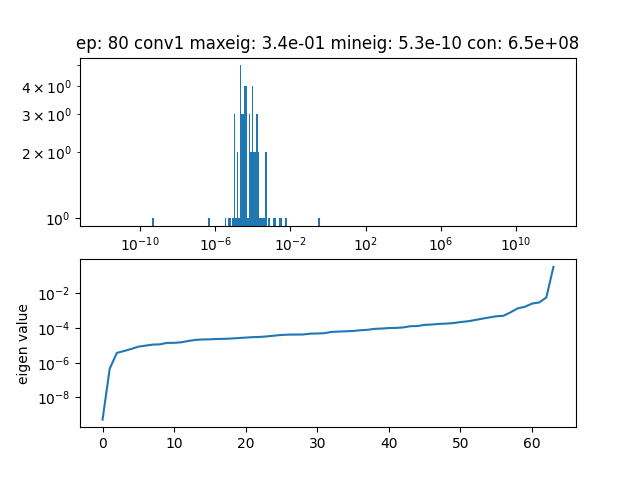 ep: 80 conv1 maxeig: 3.4e-01 mineig: 5.3e-10 con: 6.5e+08
4 × 10⁰
3 × 10⁰
2 × 10⁰
10⁰
10⁻¹⁰ 10⁻⁶ 10⁻² 10² 10⁶ 10¹⁰
eigen value
10⁻²
10⁻⁴
10⁻⁶
10⁻⁸
0 10 20 30 40 50 60